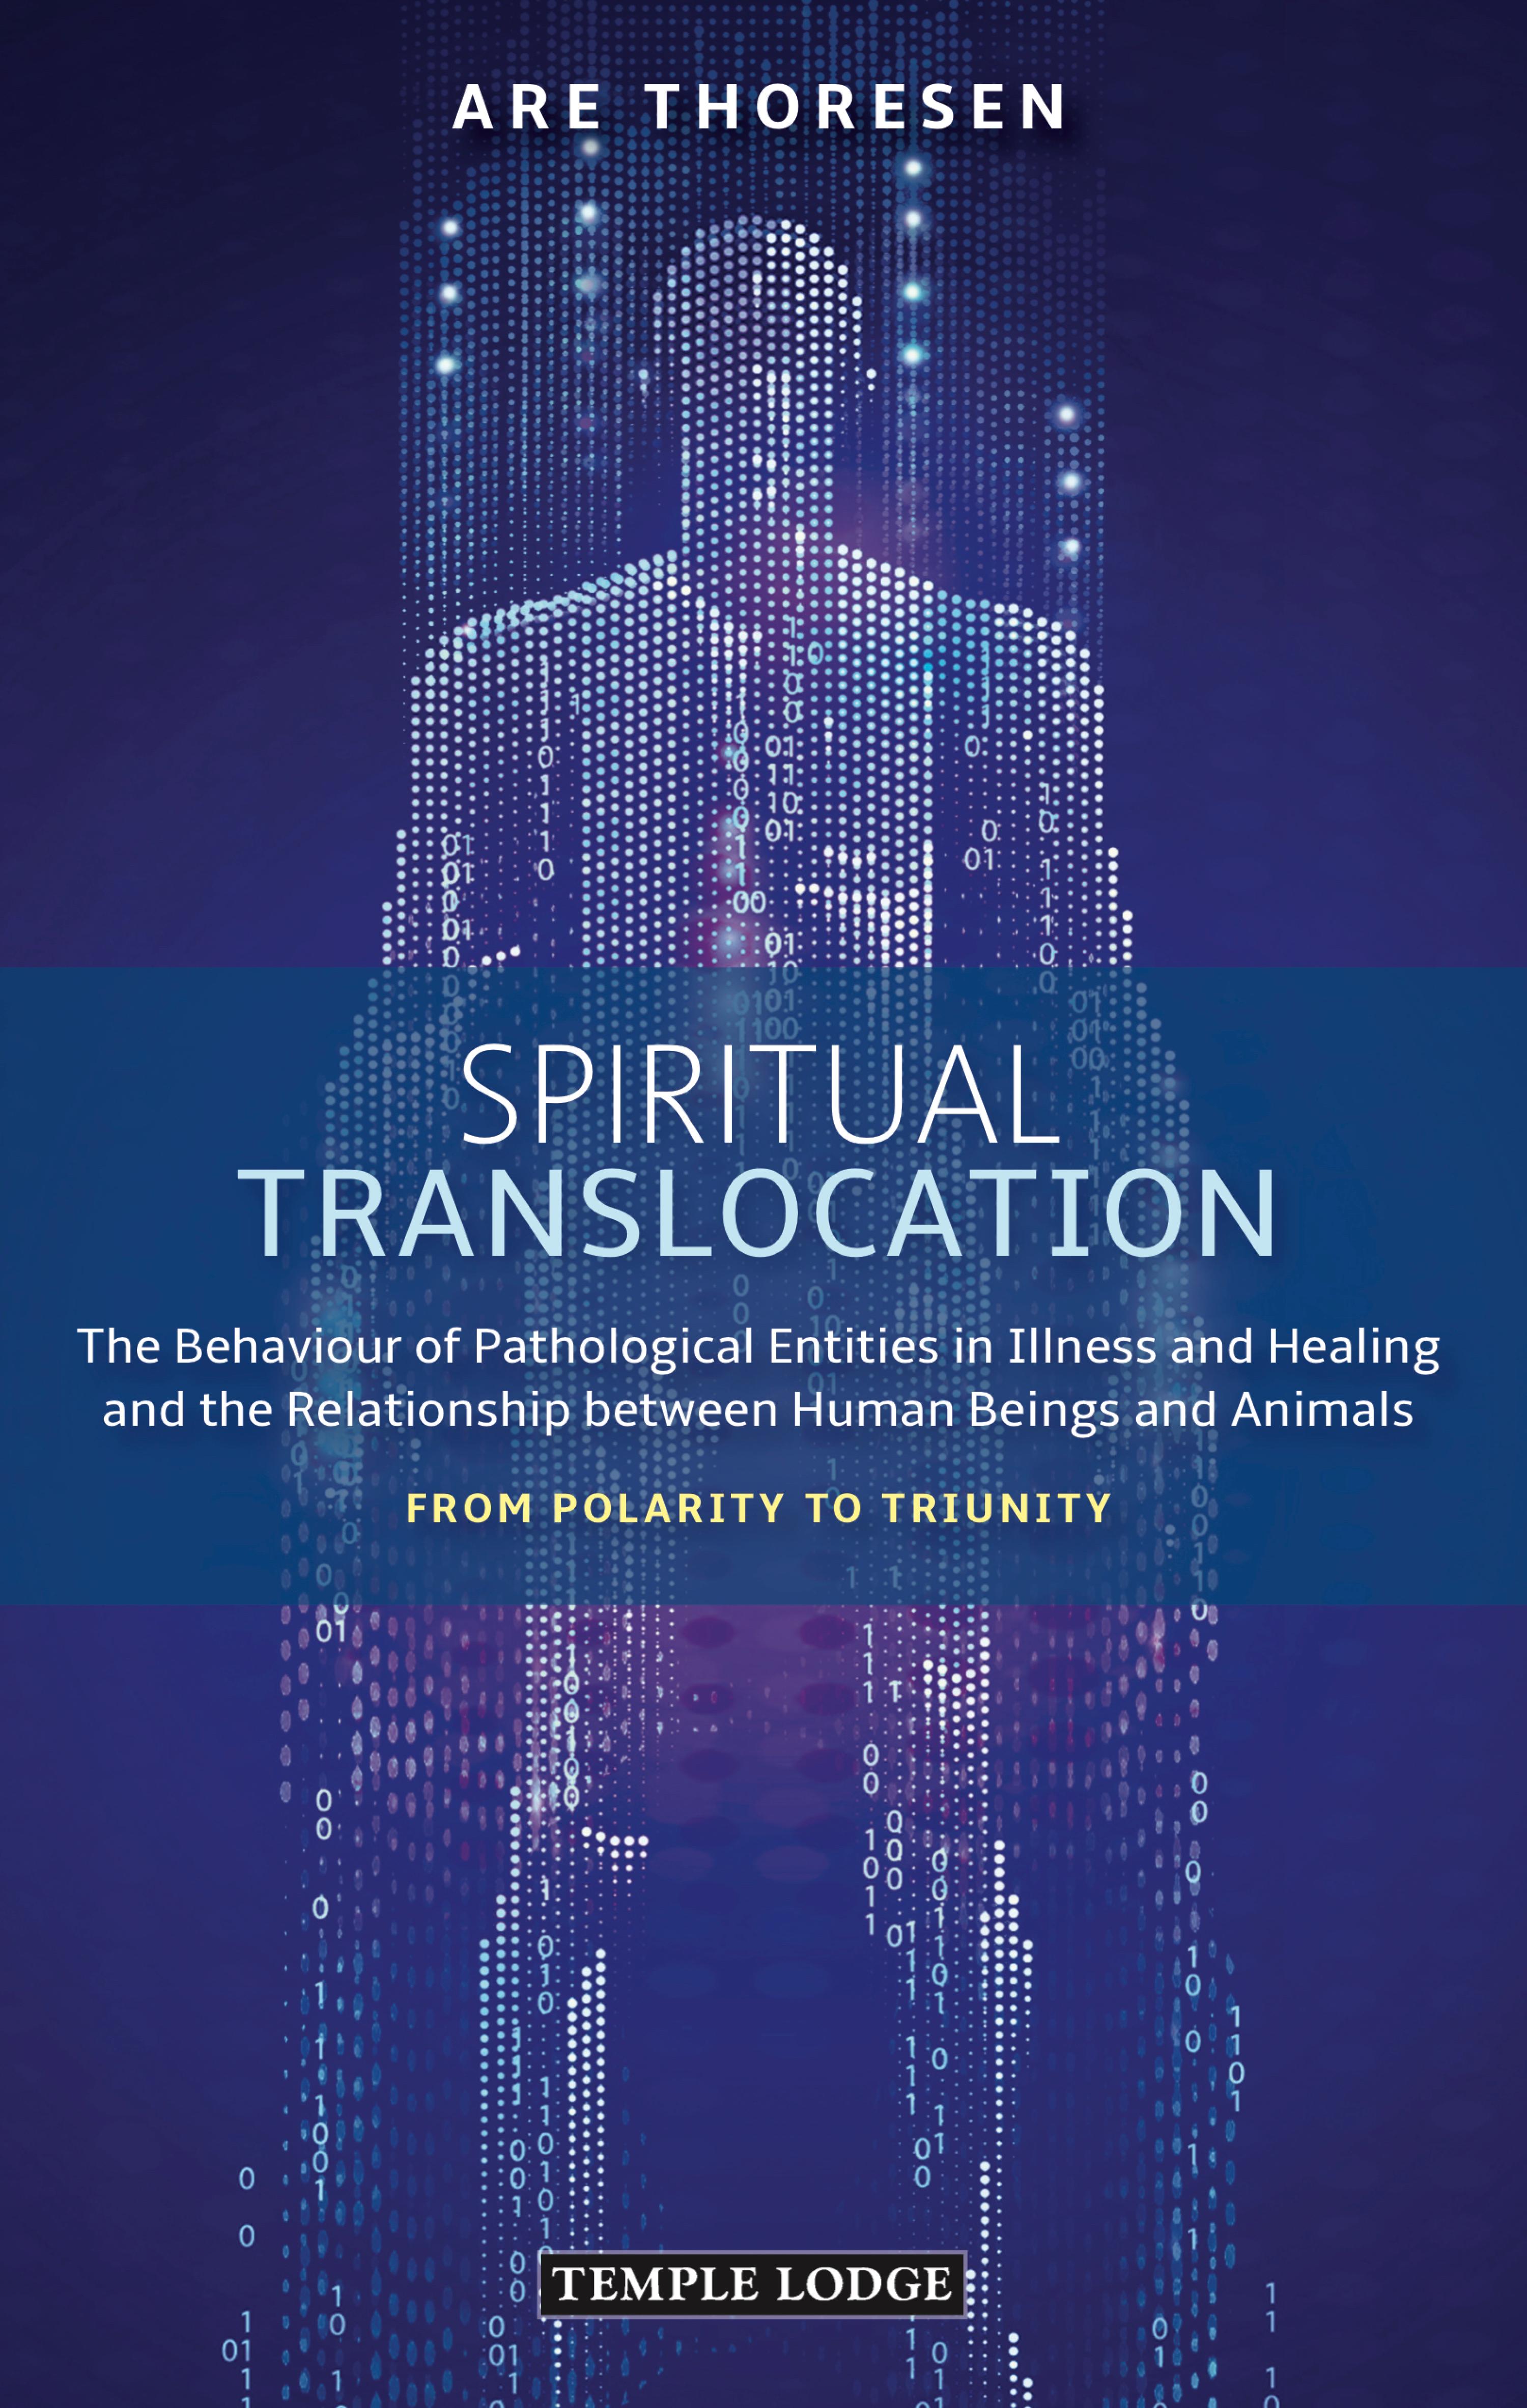 ARE THORESEN
SPIRITUAL
TRANSLOCATION
The Behaviour of Pathological Entities in Illness and Healing
and the Relationship between Human Beings and Animals
FROM POLARITY TO TRIUNITY
TEMPLE LODGE